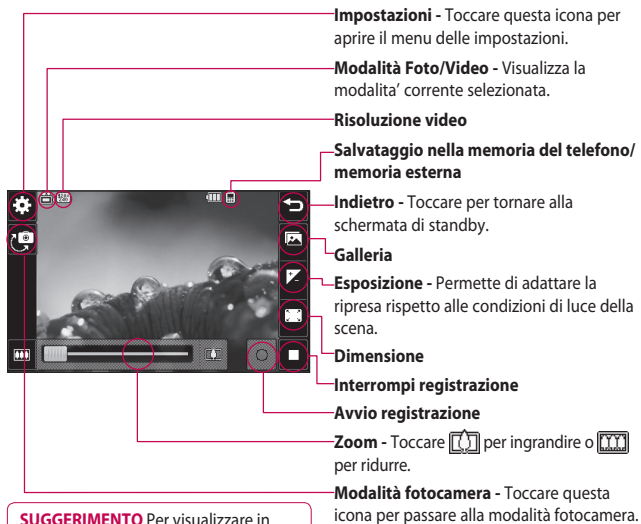 Impostazioni - Toccare questa icona per
aprire il menu delle impostazioni.
Modalità Foto/Video - Visualizza la
modalita' corrente selezionata.
Risoluzione video
Salvataggio nella memoria del telefono/
memoria esterna
Indietro - Toccare per tornare alla
schermata di standby.
Galleria
Esposizione - Permette di adattare la
ripresa rispetto alle condizioni di luce della
scena.
Dimensione
Interrompi registrazione
Avvio registrazione
Zoom - Toccare per ingrandire o
per ridurre.
Modalità fotocamera - Toccare questa
icona per passare alla modalità fotocamera.
SUGGERIMENTO Per visualizzare in